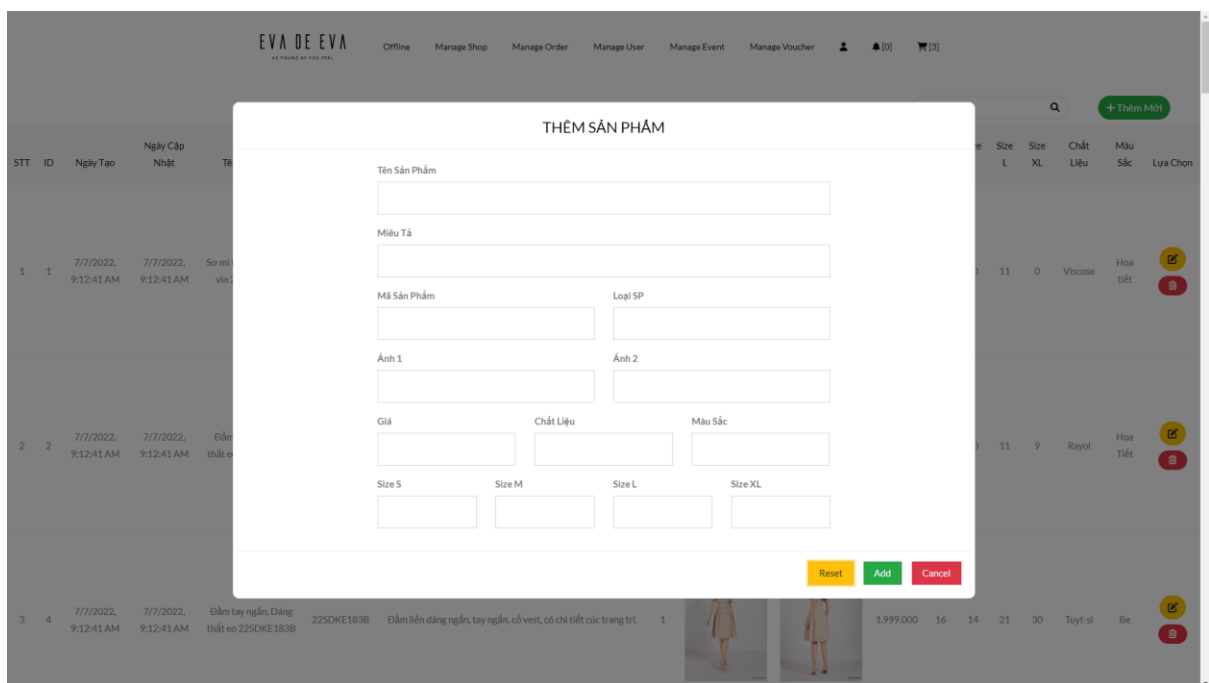 EVA DE EVA Offline Manage Shop Manage Order Manage User Manage Event Manage Voucher [0] [3]
AS YOUNG AS YOU FEEL
+ Thêm Mới
THÊM SẢN PHẨM
Ngày Cập Size Size Chất Màu
STT ID Ngày Tạo Nhật L XL Liệu Sắc Lựa Chọn
Tên Sản Phẩm
Miêu Tả
7/7/2022, 7/7/2022, Sơ mi Họa
1 1 11 0 Viscose
9:12:41 AM 9:12:41 AM tiết
Mã Sản Phẩm Loại SP
Ảnh 1 Ảnh 2
Giá Chất Liệu Màu Sắc
7/7/2022, 7/7/2022, Đầm Hoa
2 2 11 9 Rayol
9:12:41 AM 9:12:41 AM thắt Tiết
Size S Size M Size L Size XL
Reset Add Cancel
7/7/2022, 7/7/2022, Đầm tay ngắn, Dáng
3 4 22SDKE183B Đầm liền dáng ngắn, tay ngắn, cổ vest, có chi tiết cúc trang trí. 1 1.999.000 16 14 21 30 Tuyt-si Be
9:12:41 AM 9:12:41 AM thắt eo 22SDKE183B